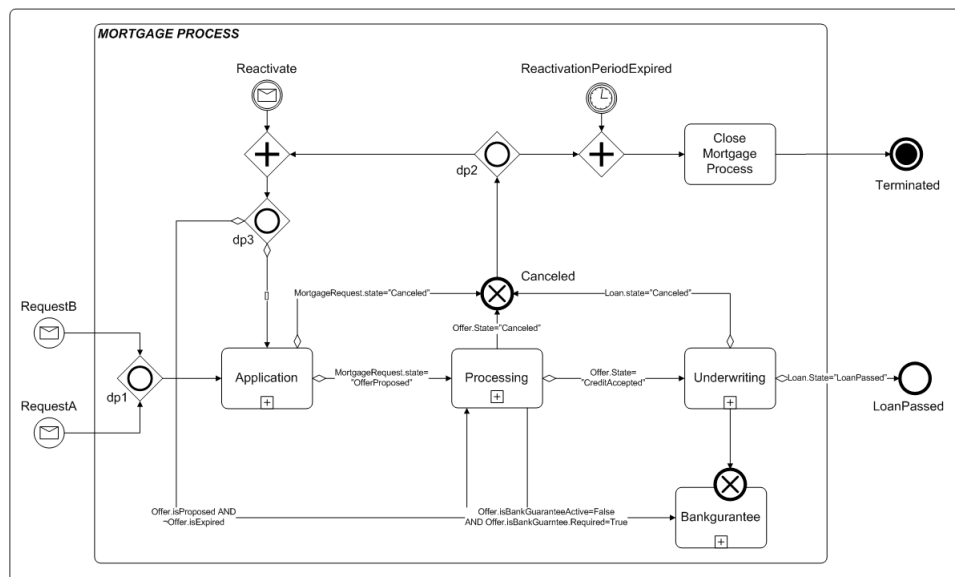 MORTGAGE PROCESS
Reactivate
ReactivationPeriodExpired
dp2
Close
Mortgage
Process
Terminated
dp3
Canceled
MortgageRequest.state="Canceled"
Loan.state="Canceled"
RequestB
Offer.State="Canceled"
dp1
Application
MortgageRequest.state=
"OfferProposed"
Processing
Offer.State=
"CreditAccepted"
Underwriting
Loan.State="LoanPassed"
LoanPassed
RequestA
Offer.isProposed AND
¬Offer.isExpired
Offer.isBankGuaranteeActive=False
AND Offer.isBankGuarntee.Required=True
Bankgurantee